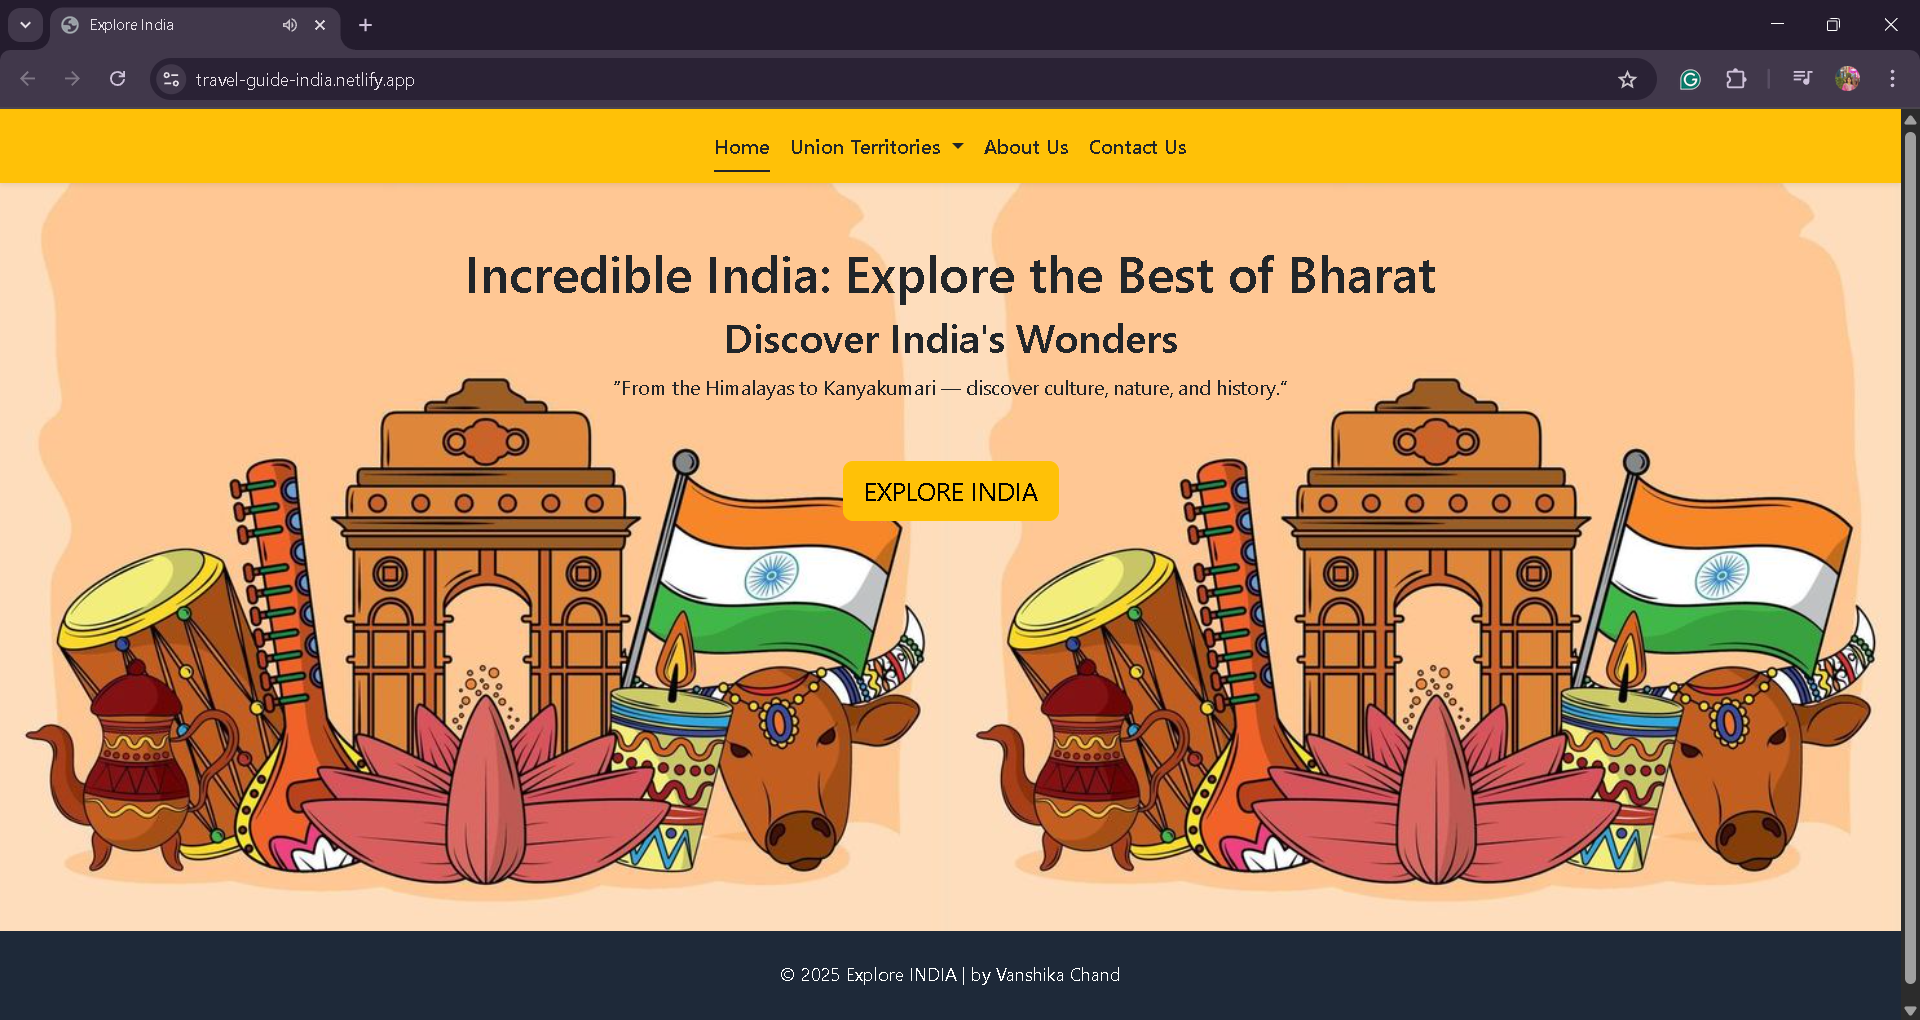 Explore India
travel-guide-india.netlify.app
Home Union Territories About Us Contact Us
Incredible India: Explore the Best of Bharat
Discover India's Wonders
"From the Himalayas to Kanyakumari — discover culture, nature, and history."
EXPLORE INDIA
© 2025 Explore INDIA | by Vanshika Chand